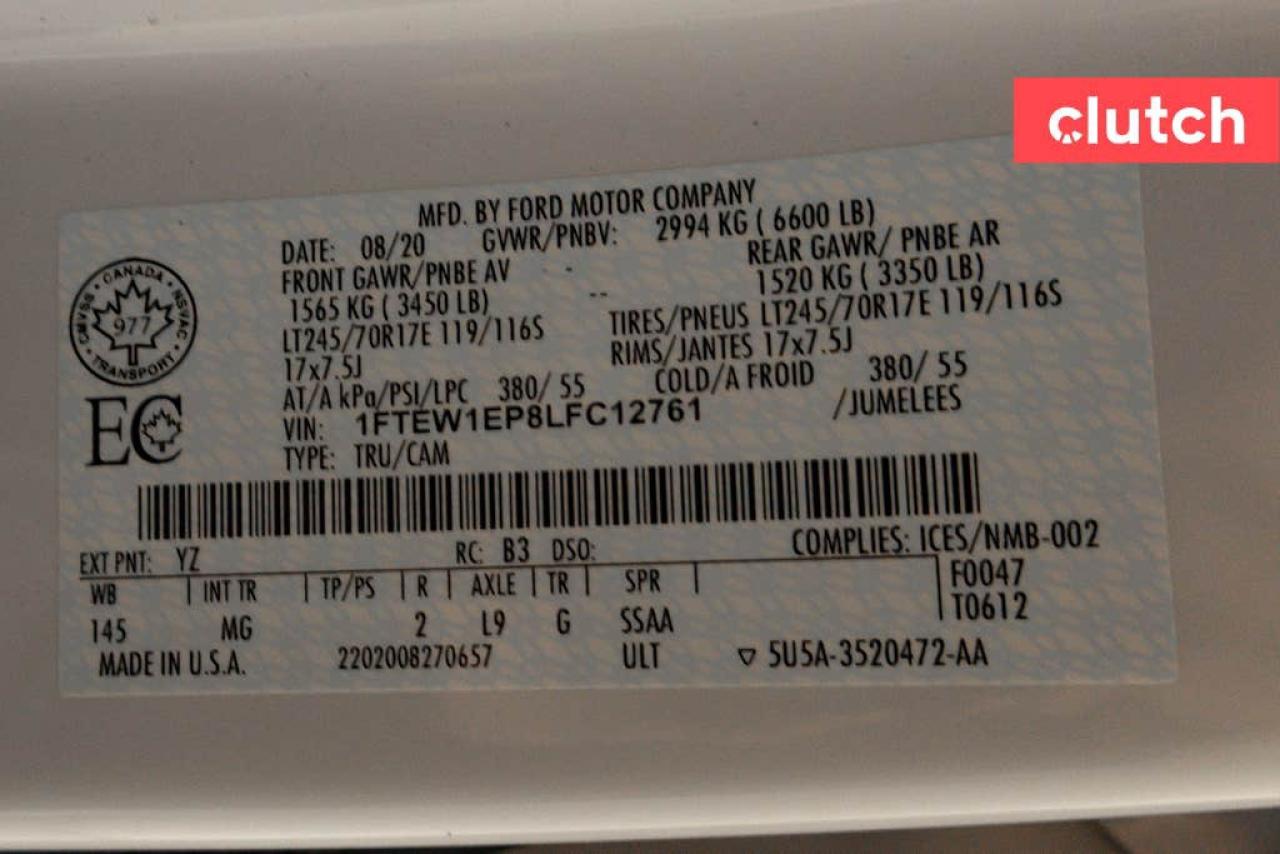 clutch
MFD. BY FORD MOTOR COMPANY
DATE: 08/20 GVWR/PNBV: 2994 KG ( 6600 LB)
FRONT GAWR/PNBE AV REAR GAWR/ PNBE AR
1565 KG ( 3450 LB) -- 1520 KG ( 3350 LB)
LT245/70R17E 119/116S TIRES/PNEUS LT245/70R17E 119/116S
17x7.5J RIMS/JANTES 17x7.5J
AT/A kPa/PSI/LPC 380/ 55 COLD/A FROID 380/ 55
VIN: 1FTEW1EP8LFC12761 /JUMELEES
TYPE: TRU/CAM
CANADA
CMVSS NSVAC
977
TRANSPORT
EC
EXT PNT: YZ RC: B3 DSO: COMPLIES: ICES/NMB-002
WB INT TR TP/PS R AXLE TR SPR F0047
T0612
145 MG 2 L9 G SSAA
MADE IN U.S.A. 2202008270657 ULT ▽ 5U5A-3520472-AA